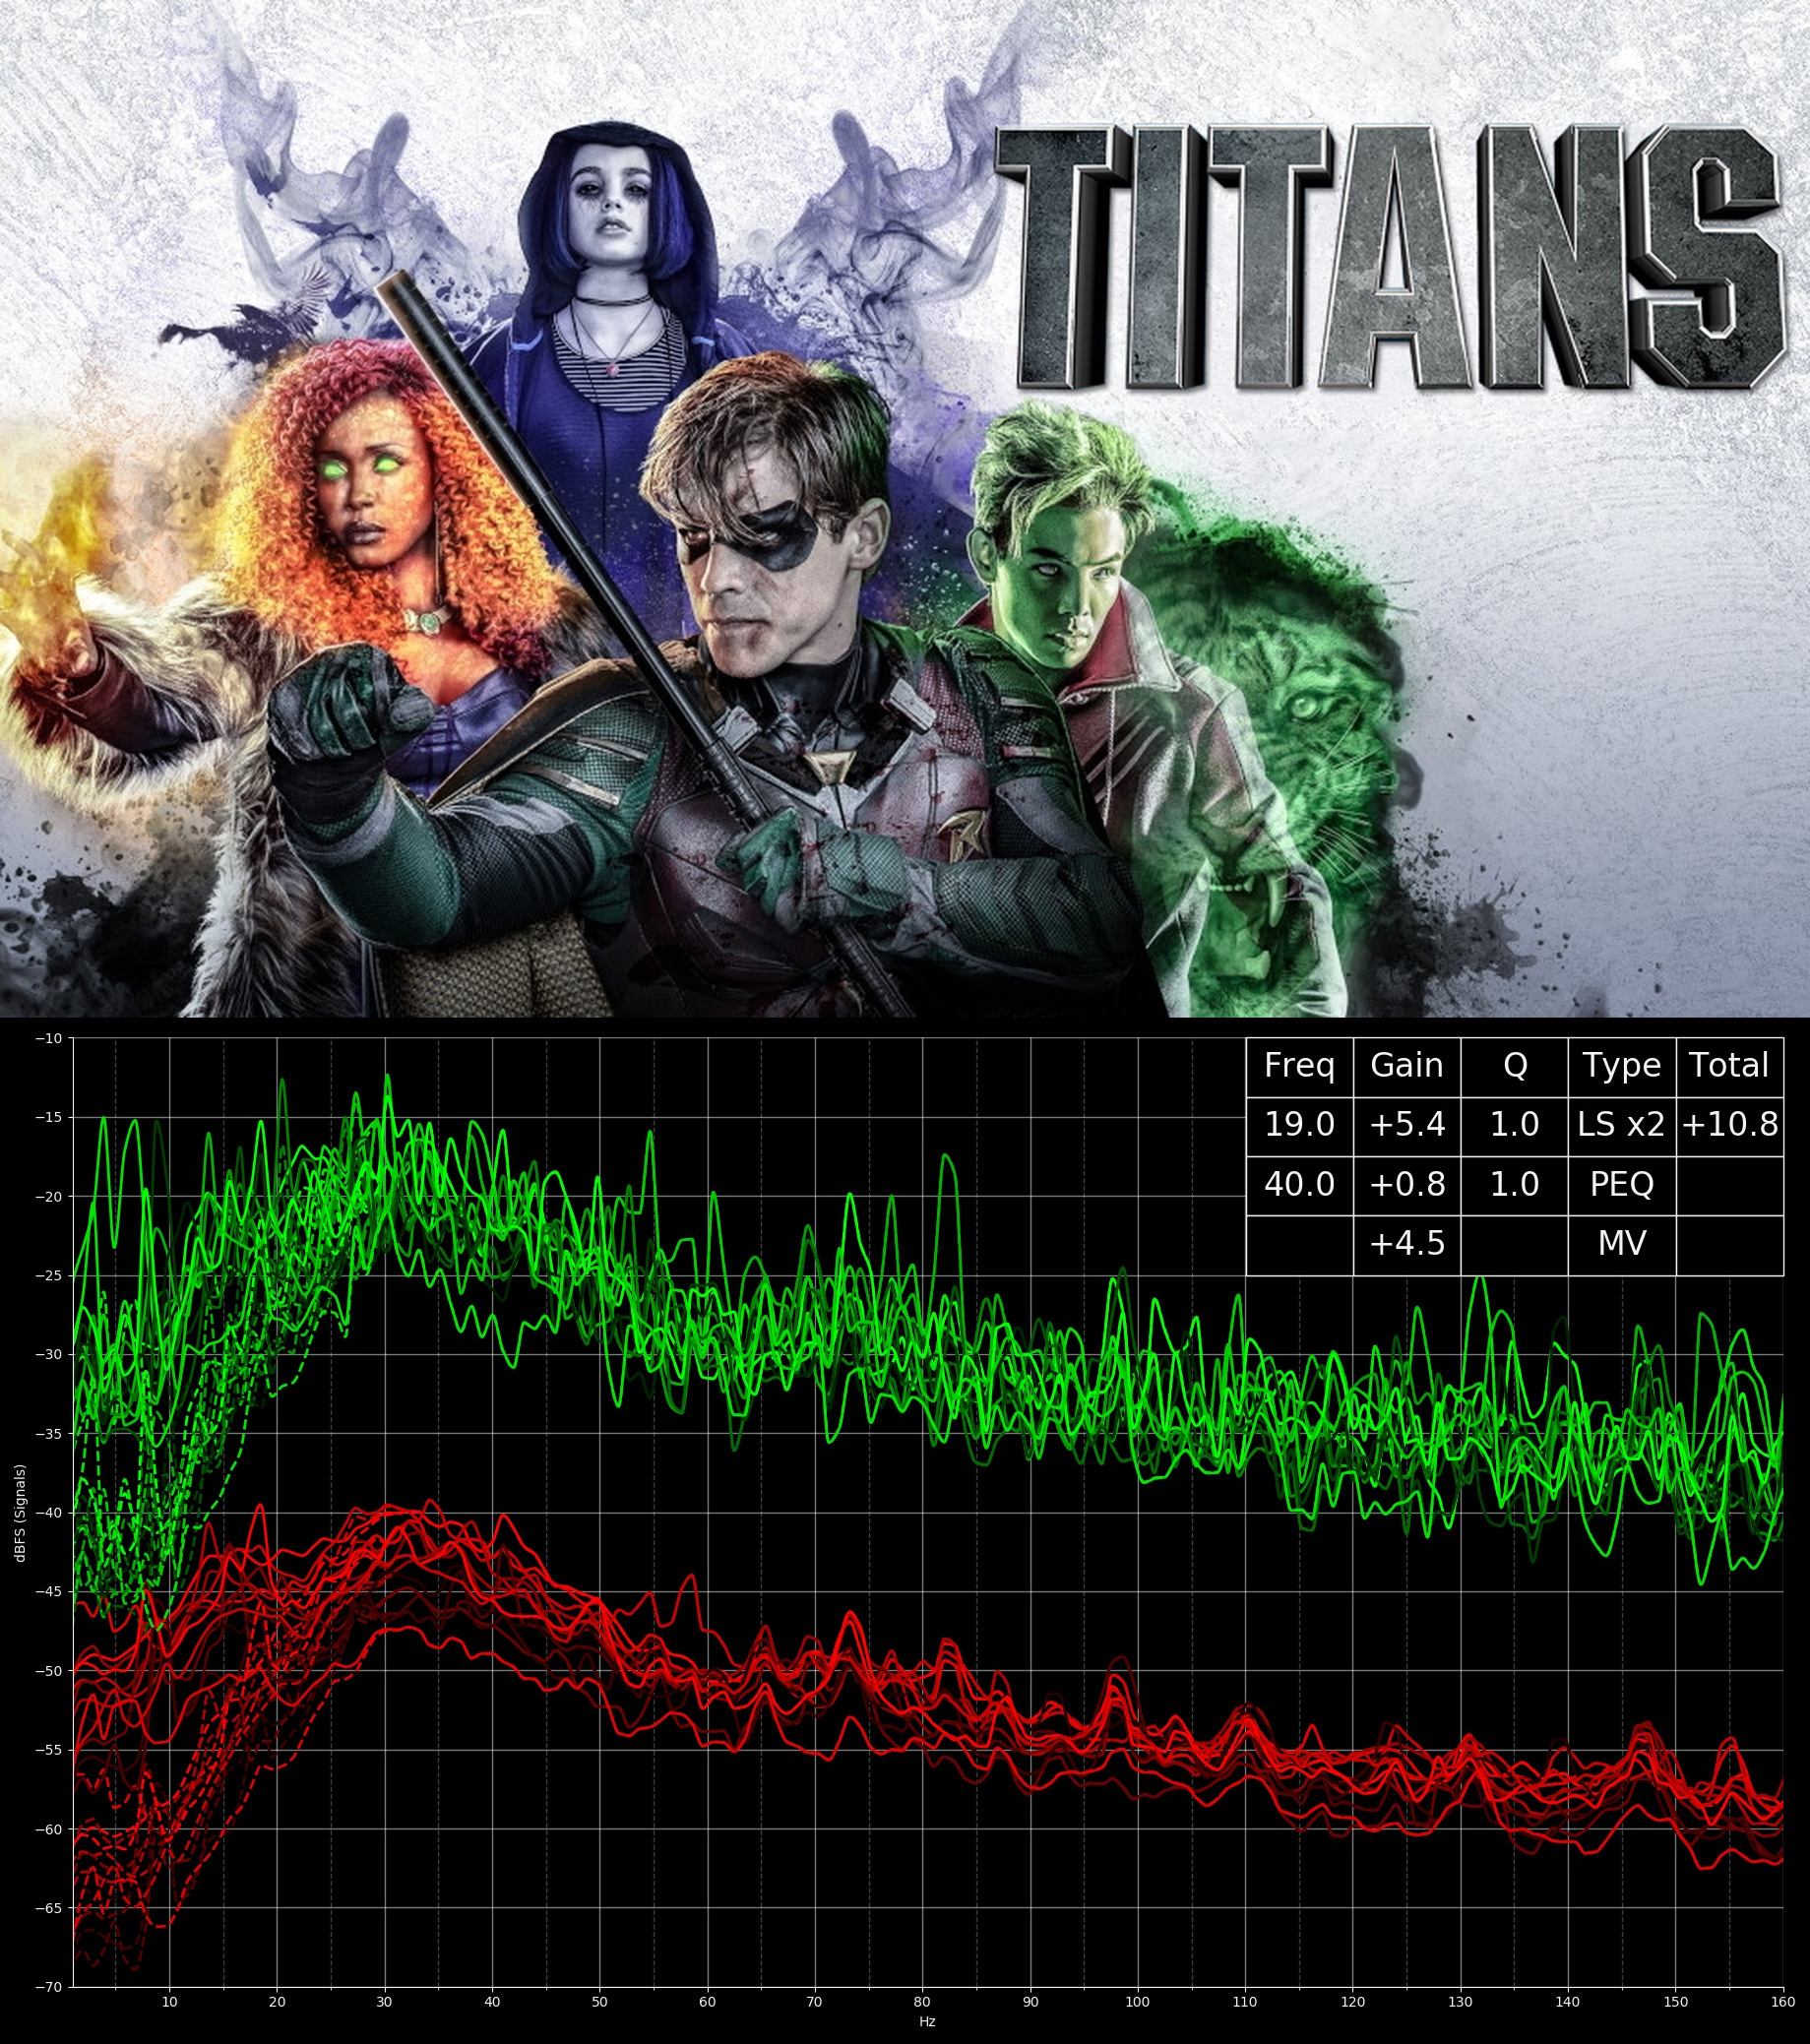 TITANS
Freq Gain Q Type Total
19.0 +5.4 1.0 LS x2 +10.8
40.0 +0.8 1.0 PEQ
+4.5 MV
−10
−15
−20
−25
−30
−35
−40
−45
−50
−55
−60
−65
−70
dBFS (Signals)
10 20 30 40 50 60 70 80 90 100 110 120 130 140 150 160
Hz